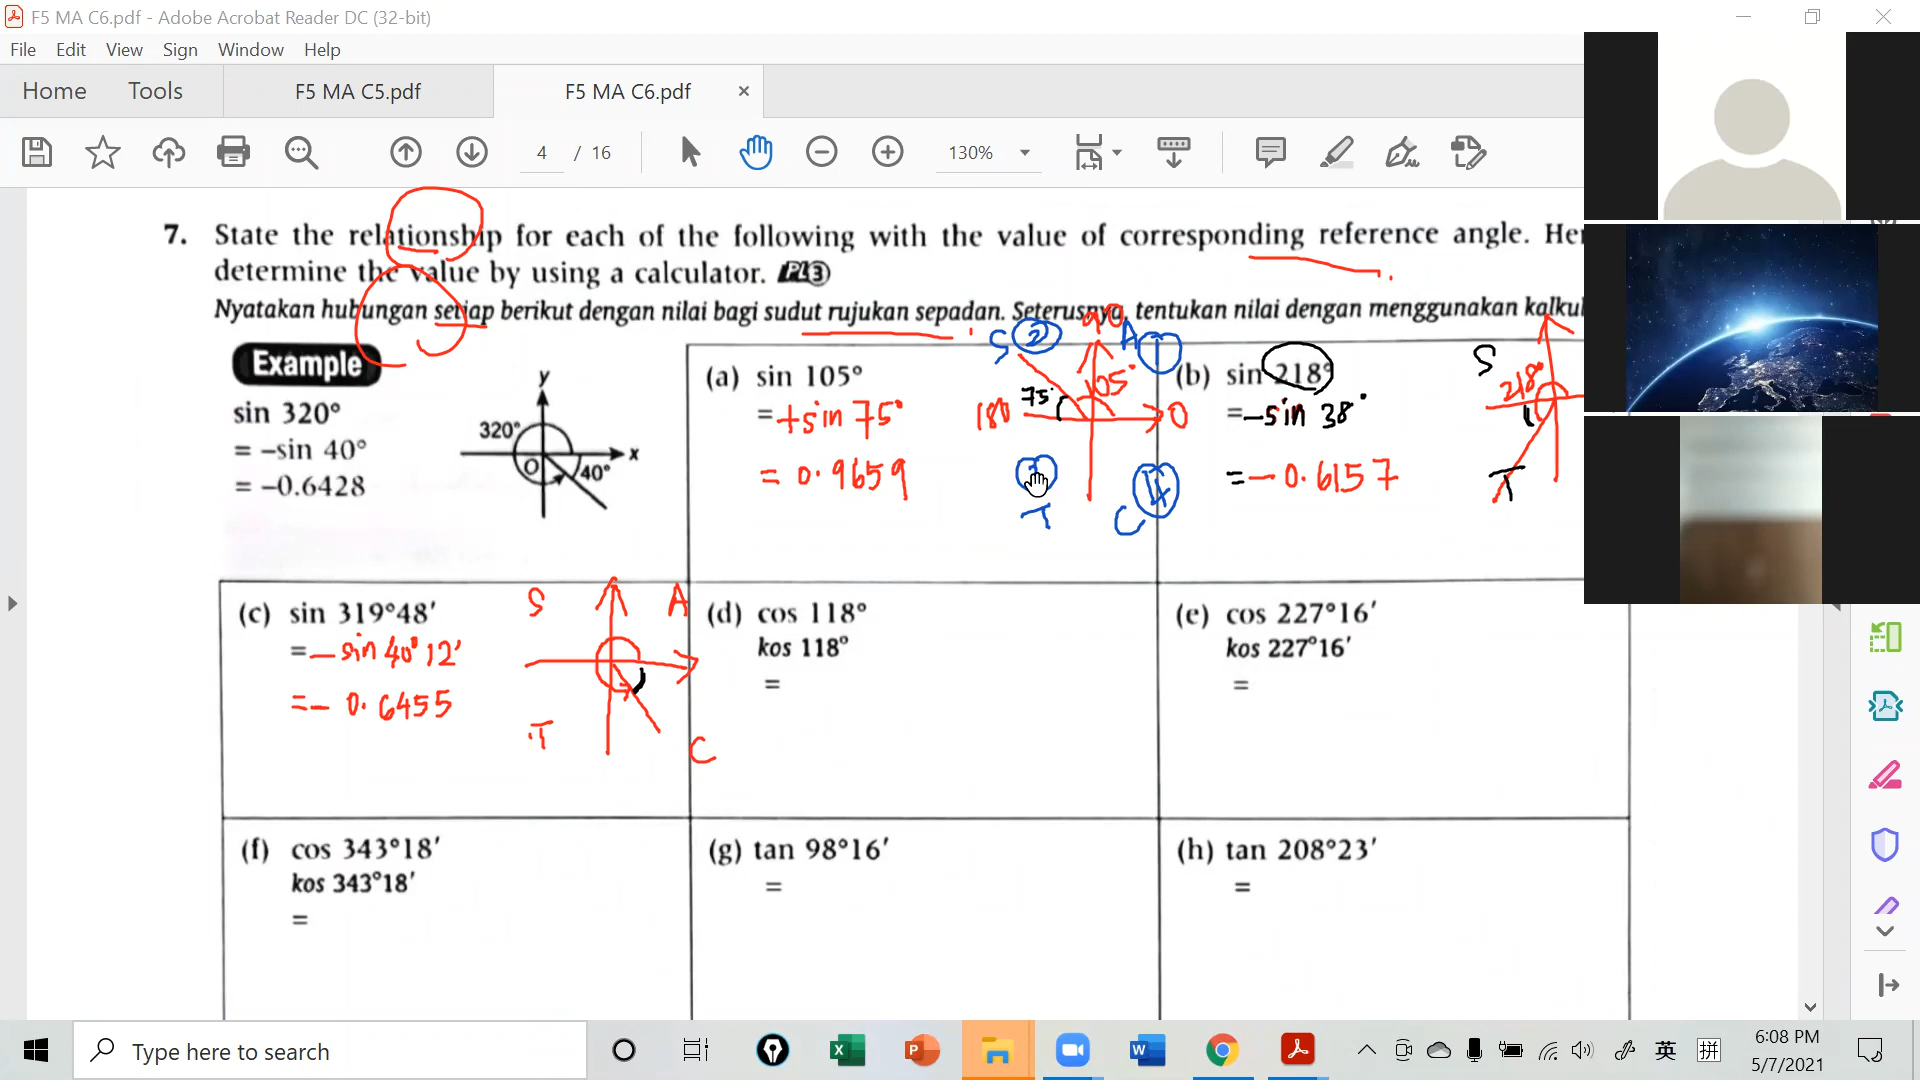 F5 MA C6.pdf - Adobe Acrobat Reader DC (32-bit)
File Edit View Sign Window Help
Home Tools F5 MA C5.pdf F5 MA C6.pdf ×
4 / 16 130%
7. State the relationship for each of the following with the value of corresponding reference angle.
determine the value by using a calculator. PL3
Nyatakan hubungan setiap berikut dengan nilai bagi sudut rujukan sepadan. Seterusnya, tentukan nilai dengan menggunakan
Example
sin 320°
= –sin 40°
= –0.6428
y
320°
O
x
40°
(a) sin 105°
= +sin 75°
= 0.9659
S 2 90 A 1
75° 105°
180 0
T C
(b) sin 218°
= -sin 38°
= -0.6157
S
218°
T
(c) sin 319°48′
= - sin 40°12'
= - 0.6455
S A
T C
(d) cos 118°
kos 118°
=
(e) cos 227°16′
kos 227°16′
=
(f) cos 343°18′
kos 343°18′
=
(g) tan 98°16′
=
(h) tan 208°23′
=
Type here to search
英 拼
6:08 PM
5/7/2021